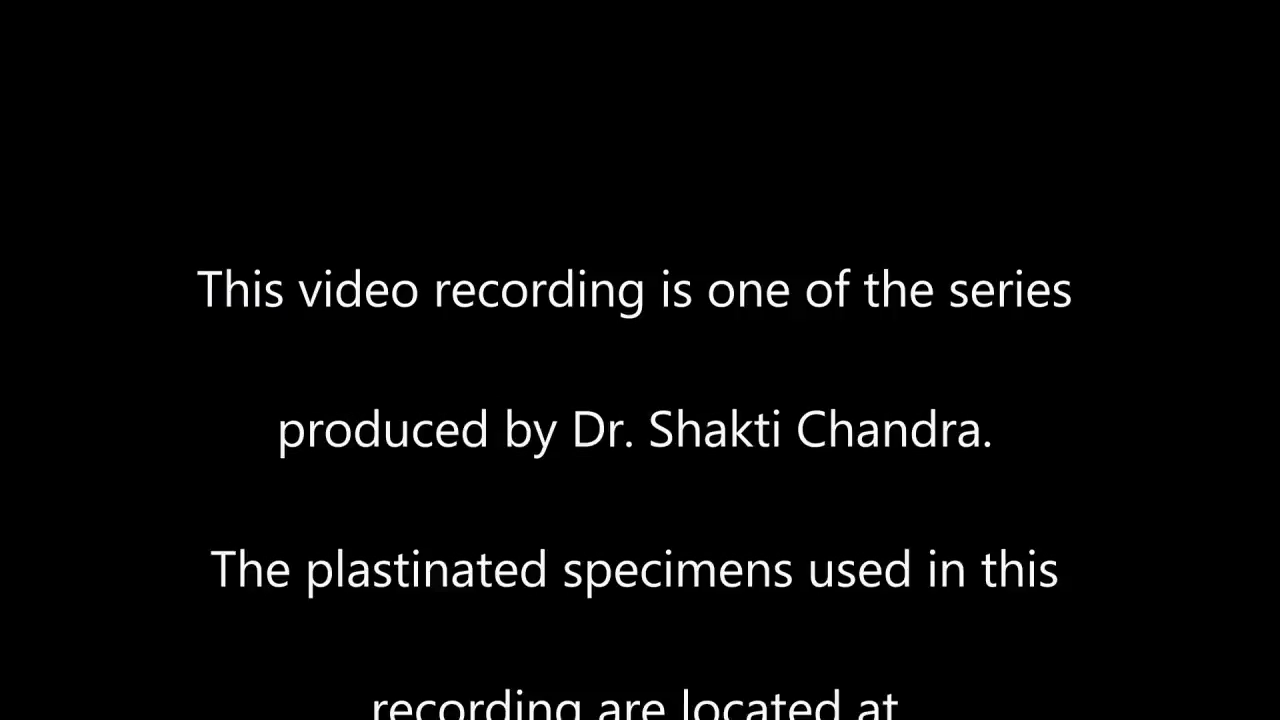 This video recording is one of the series
produced by Dr. Shakti Chandra.
The plastinated specimens used in this
recording are located at